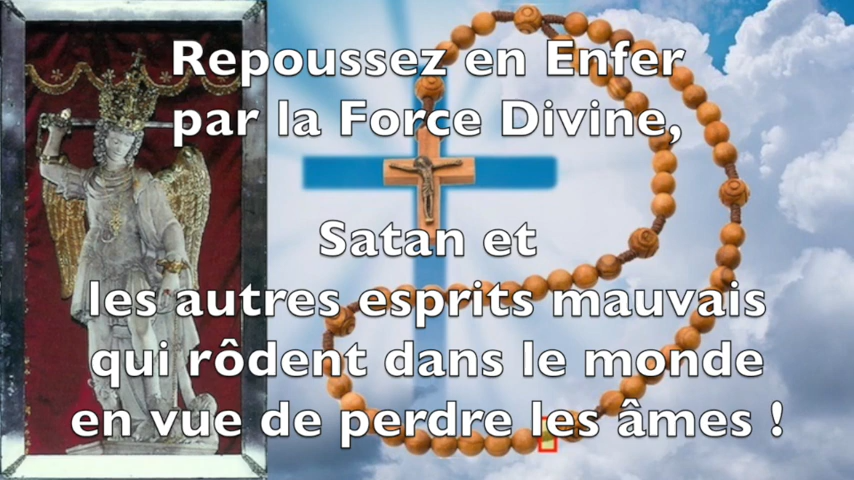 Repoussez en Enfer
par la Force Divine,
Satan et
les autres esprits mauvais
qui rôdent dans le monde
en vue de perdre les âmes !